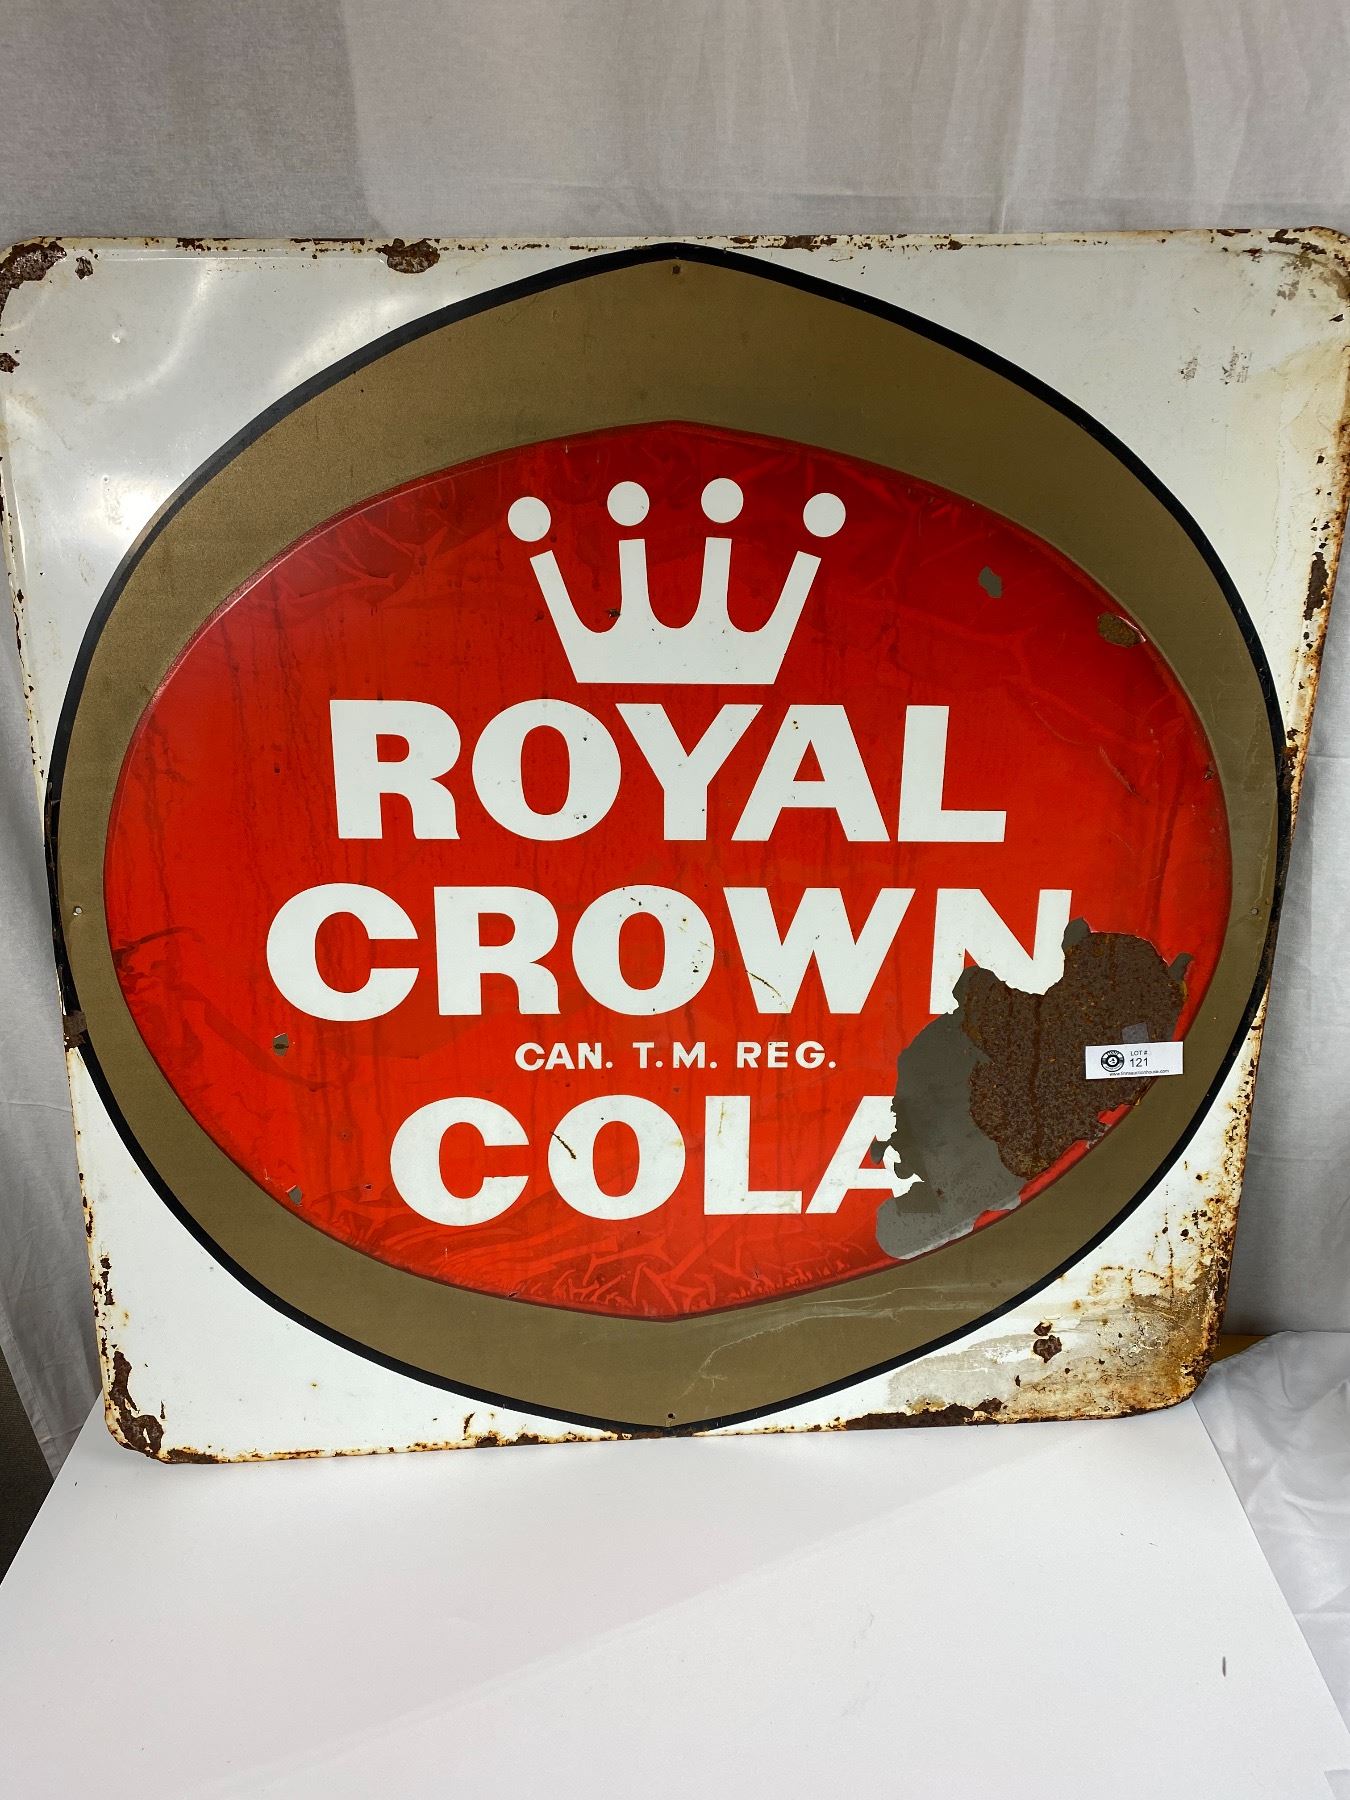 ROYAL
CROWN
CAN. T.M. REG.
COLA
LOT #
121